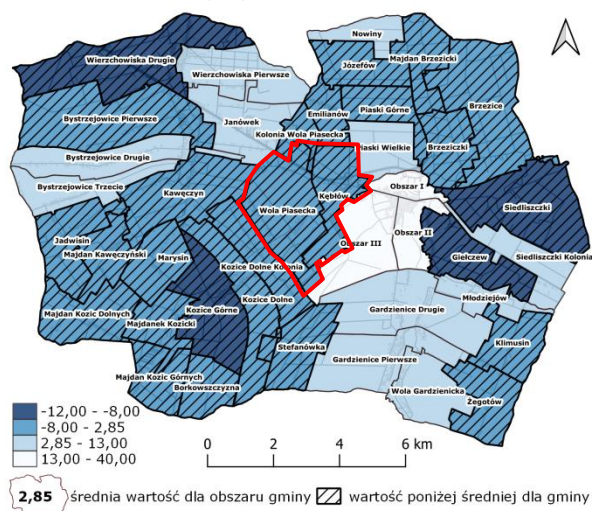 Nowiny
Wierzchowiska Drugie
Wierzchowiska Pierwsze
Józefów
Majdan Brzezicki
Bystrzejowice Pierwsze
Janówek
Emilianów
Piaski Górne
Brzezice
Kolonia Wola Piasecka
Piaski Wielkie
Brzeziczki
Bystrzejowice Drugie
Bystrzejowice Trzecie
Kawęczyn
Kębłów
Obszar I
Siedliszczki
Wola Piasecka
Obszar II
Jadwisin
Majdan Kawęczyński
Marysin
Obszar III
Giełczew
Siedliszczki Kolonia
Kozice Dolne Kolonia
Kozice Dolne
Młodziejów
Majdan Kozic Dolnych
Majdanek Kozicki
Kozice Górne
Gardzienice Drugie
Klimusin
Stefanówka
Gardzienice Pierwsze
Majdan Kozic Górnych
Borkowszczyzna
Wola Gardzienicka
Żegotów
-12,00 - -8,00
-8,00 - 2,85
2,85 - 13,00
13,00 - 40,00
0 2 4 6 km
2,85 średnia wartość dla obszaru gminy wartość poniżej średniej dla gminy